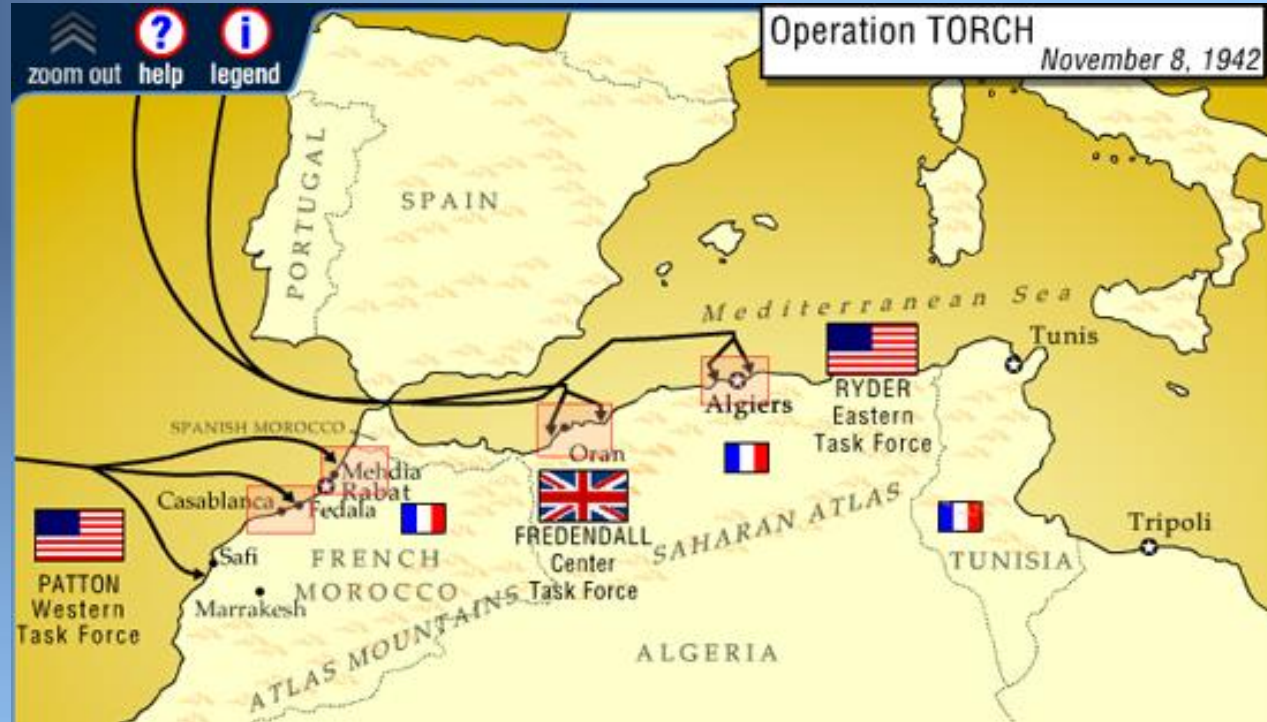 Operation TORCH
November 8, 1942
?
i
zoom out
help
legend
PORTUGAL
SPAIN
Mediterranean Sea
Tunis
RYDER
Eastern
Task Force
Algiers
SPANISH MOROCCO
Oran
Mehdia
Rabat
Casablanca
Fedala
FREDENDALL
Center
Task Force
SAHARAN ATLAS
Tripoli
TUNISIA
Safi
FRENCH
MOROCCO
Marrakesh
PATTON
Western
Task Force
ATLAS MOUNTAINS
ALGERIA